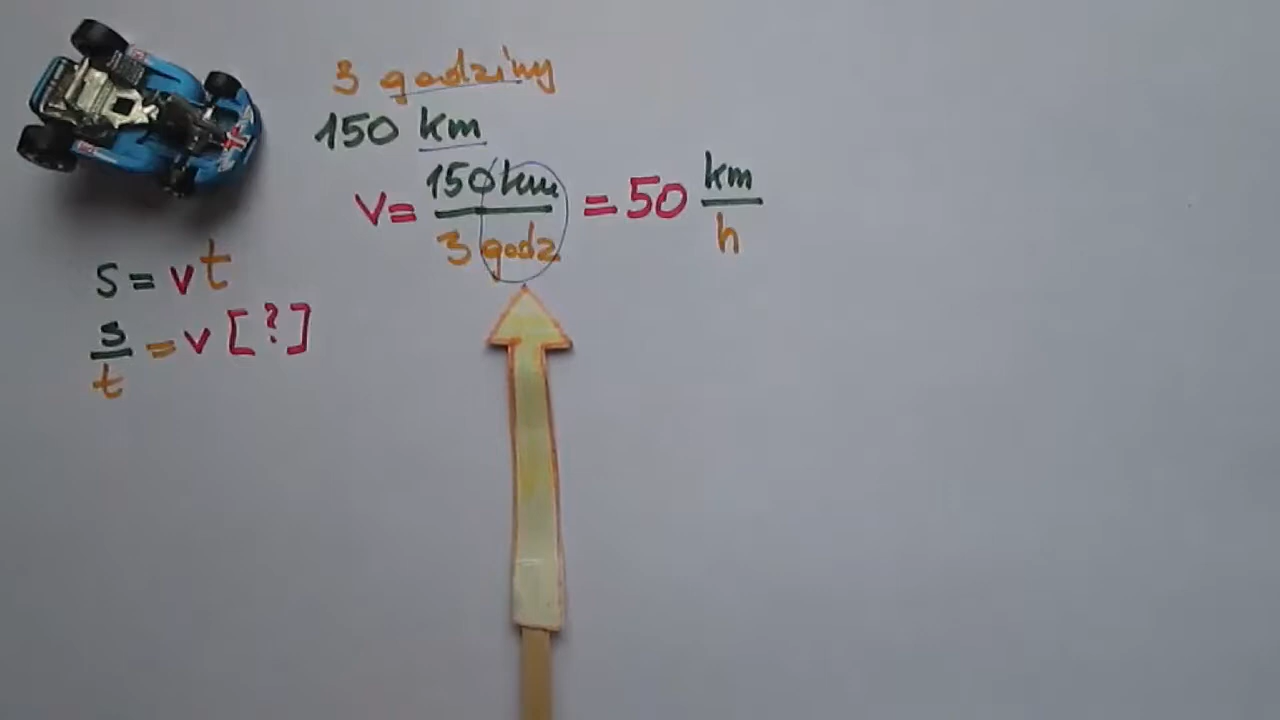 3 godziny
150 km
v = 150 km / 3 godz = 50 km / h
s = vt
s / t = v [?]